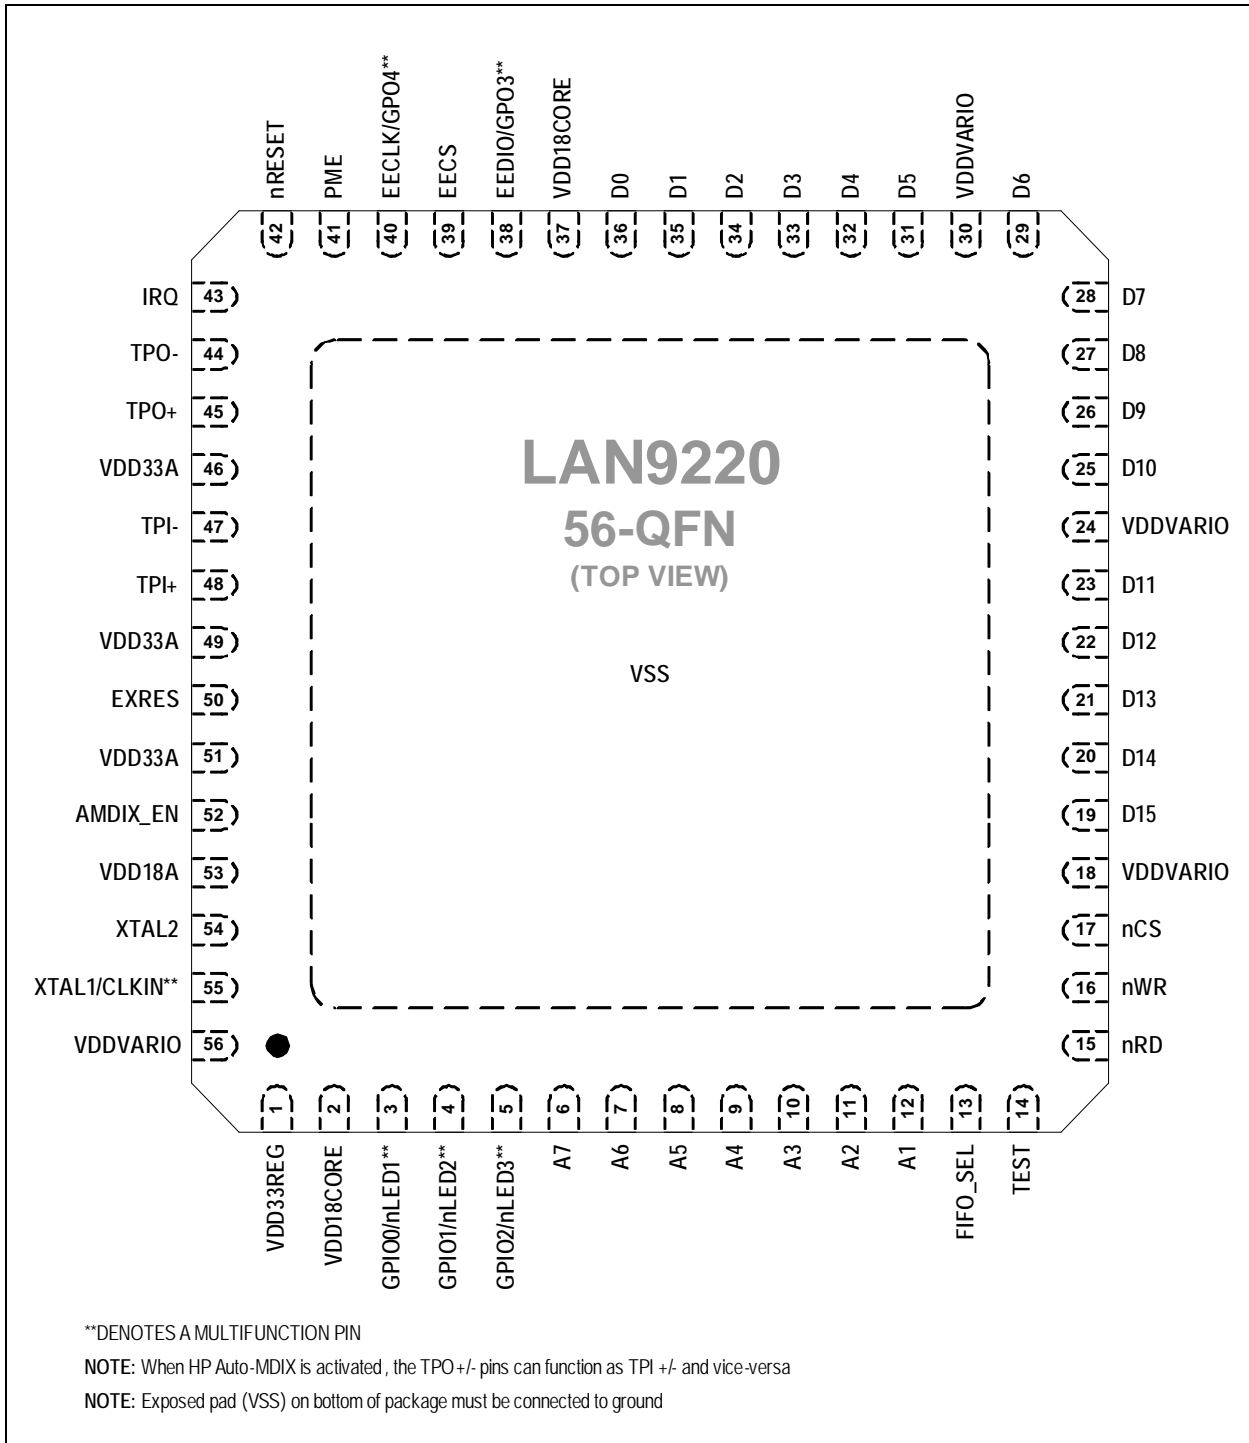 nRESET
PME
EECLK/GPO4**
EECS
EEDIO/GPO3**
VDD18CORE
D0
D1
D2
D3
D4
D5
VDDVARIO
D6
42
41
40
39
38
37
36
35
34
33
32
31
30
29
IRQ 43
TPO- 44
TPO+ 45
VDD33A 46
TPI- 47
TPI+ 48
VDD33A 49
EXRES 50
VDD33A 51
AMDIX_EN 52
VDD18A 53
XTAL2 54
XTAL1/CLKIN** 55
VDDVARIO 56
LAN9220
56-QFN
(TOP VIEW)
VSS
28 D7
27 D8
26 D9
25 D10
24 VDDVARIO
23 D11
22 D12
21 D13
20 D14
19 D15
18 VDDVARIO
17 nCS
16 nWR
15 nRD
1
2
3
4
5
6
7
8
9
10
11
12
13
14
VDD33REG
VDD18CORE
GPIO0/nLED1**
GPIO1/nLED2**
GPIO2/nLED3**
A7
A6
A5
A4
A3
A2
A1
FIFO_SEL
TEST
**DENOTES A MULTIFUNCTION PIN
NOTE: When HP Auto-MDIX is activated, the TPO+/- pins can function as TPI +/- and vice-versa
NOTE: Exposed pad (VSS) on bottom of package must be connected to ground